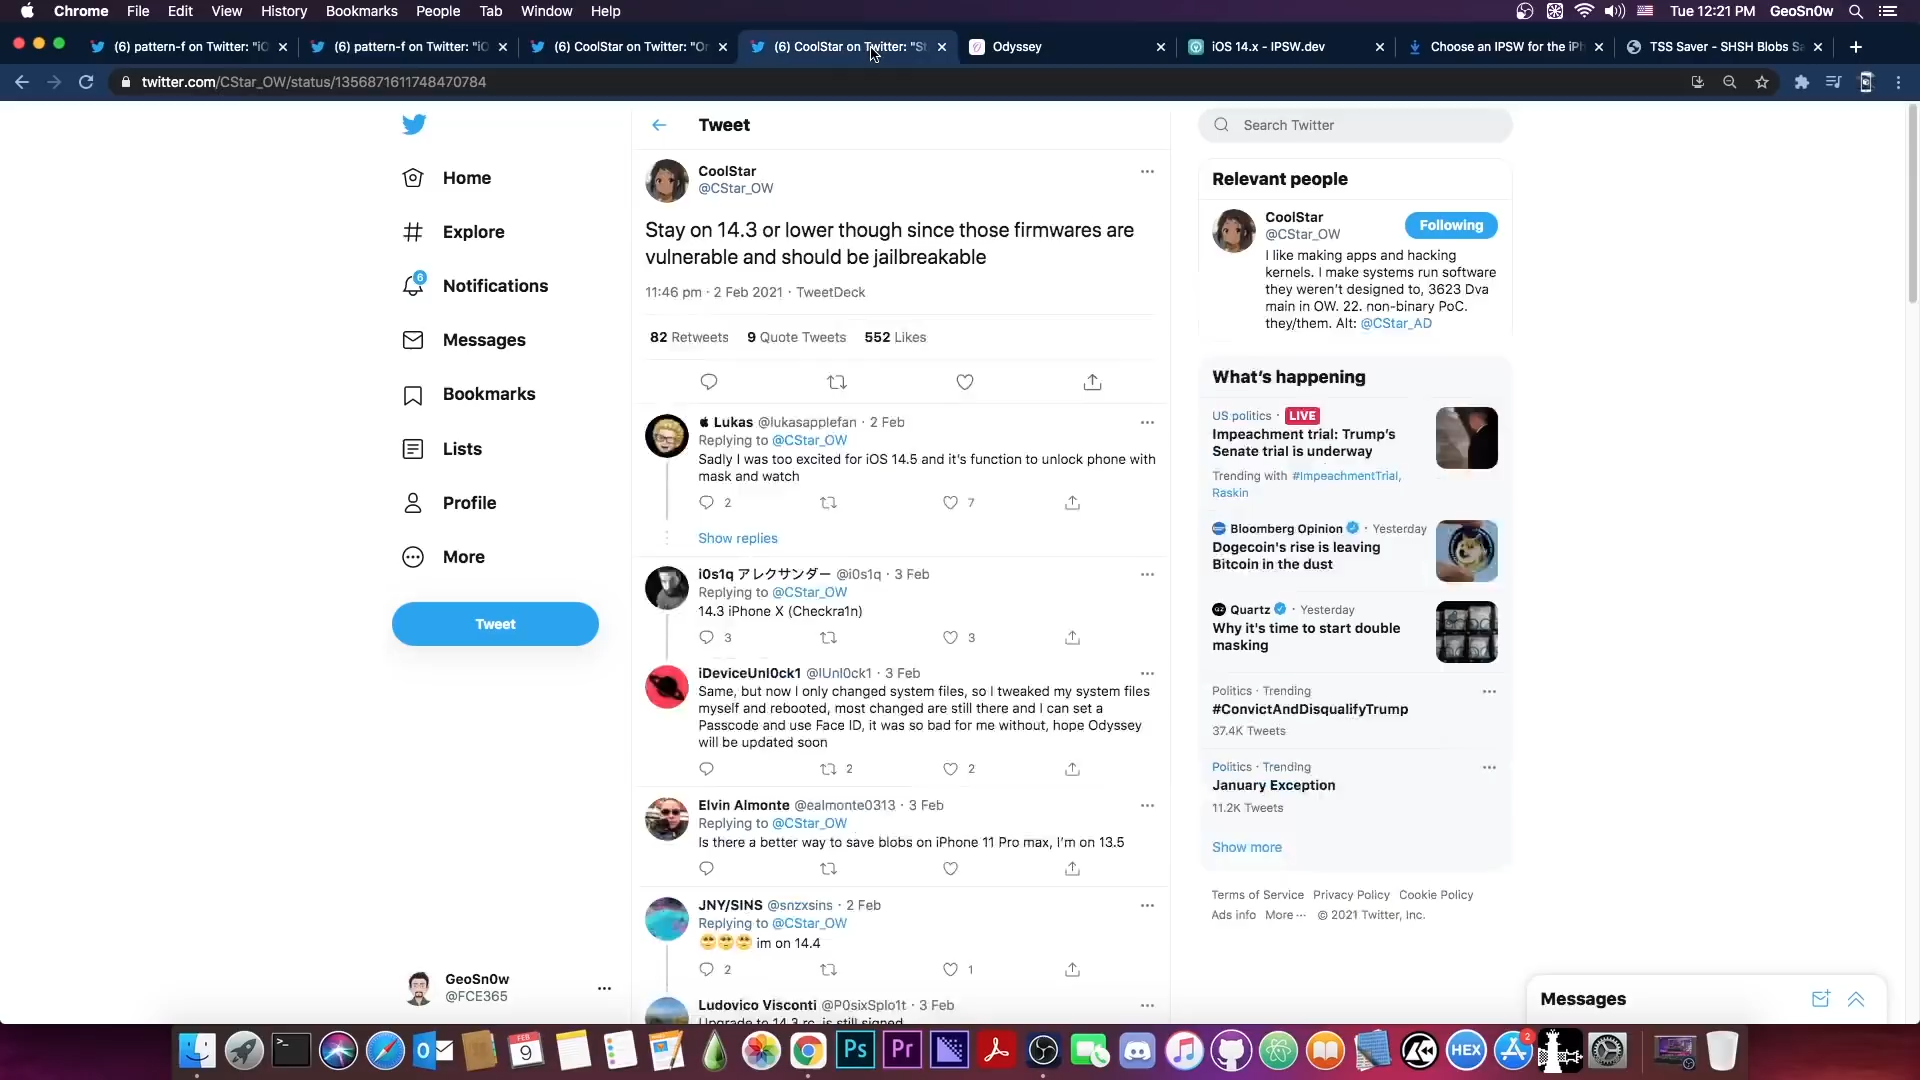 Chrome File Edit View History Bookmarks People Tab Window Help Tue 12:21 PM GeoSn0w
(6) pattern-f on Twitter: "iO (6) pattern-f on Twitter: "iO (6) CoolStar on Twitter: "Or (6) CoolStar on Twitter: "St Odyssey iOS 14.x - IPSW.dev Choose an IPSW for the iPh TSS Saver - SHSH Blobs Sa
twitter.com/CStar_OW/status/1356871611748470784
Home
Explore
6
Notifications
Messages
Bookmarks
Lists
Profile
More
Tweet
GeoSn0w
@FCE365
Tweet
CoolStar
@CStar_OW
Stay on 14.3 or lower though since those firmwares are
vulnerable and should be jailbreakable
11:46 pm · 2 Feb 2021 · TweetDeck
82 Retweets 9 Quote Tweets 552 Likes
Lukas @lukasapplefan · 2 Feb
Replying to @CStar_OW
Sadly I was too excited for iOS 14.5 and it's function to unlock phone with
mask and watch
2 7
Show replies
i0s1q アレクサンダー @i0s1q · 3 Feb
Replying to @CStar_OW
14.3 iPhone X (Checkra1n)
3 3
iDeviceUnl0ck1 @IUnl0ck1 · 3 Feb
Same, but now I only changed system files, so I tweaked my system files
myself and rebooted, most changed are still there and I can set a
Passcode and use Face ID, it was so bad for me without, hope Odyssey
will be updated soon
2 2
Elvin Almonte @ealmonte0313 · 3 Feb
Replying to @CStar_OW
Is there a better way to save blobs on iPhone 11 Pro max, I'm on 13.5
JNY/SINS @snzxsins · 2 Feb
Replying to @CStar_OW
🥺🥺🥺 im on 14.4
2 1
Ludovico Visconti @P0sixSplo1t · 3 Feb
Upgrade to 14.3 rc, is still signed
Search Twitter
Relevant people
CoolStar
@CStar_OW
Following
I like making apps and hacking
kernels. I make systems run software
they weren't designed to, 3623 Dva
main in OW. 22. non-binary PoC.
they/them. Alt: @CStar_AD
What's happening
US politics · LIVE
Impeachment trial: Trump's
Senate trial is underway
Trending with #ImpeachmentTrial,
Raskin
Bloomberg Opinion · Yesterday
Dogecoin's rise is leaving
Bitcoin in the dust
Quartz · Yesterday
Why it's time to start double
masking
Politics · Trending
#ConvictAndDisqualifyTrump
37.4K Tweets
Politics · Trending
January Exception
11.2K Tweets
Show more
Terms of Service Privacy Policy Cookie Policy
Ads info More ··· © 2021 Twitter, Inc.
Messages
FEB
9
Ps
Pr
HEX
2